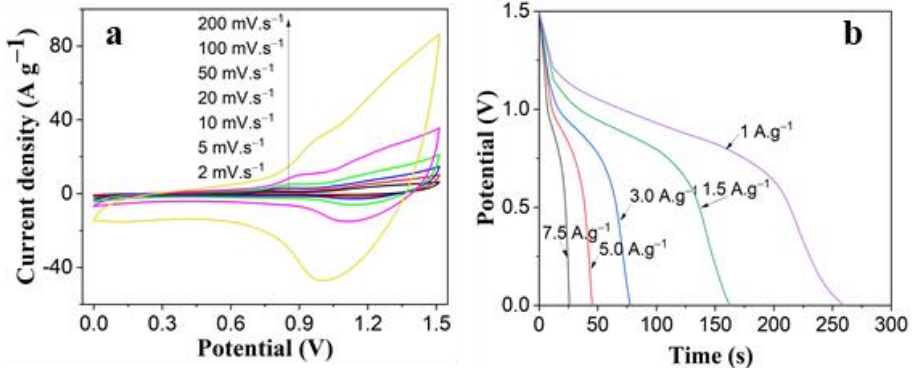 a
200 mV.s⁻¹
100 mV.s⁻¹
50 mV.s⁻¹
20 mV.s⁻¹
10 mV.s⁻¹
5 mV.s⁻¹
2 mV.s⁻¹
80
40
0
-40
Current density (A g⁻¹)
0.0 0.3 0.6 0.9 1.2 1.5
Potential (V)
b
1.5
1.0
0.5
0.0
Potential (V)
1 A.g⁻¹
1.5 A.g⁻¹
3.0 A.g⁻¹
5.0 A.g⁻¹
7.5 A.g⁻¹
0 50 100 150 200 250 300
Time (s)